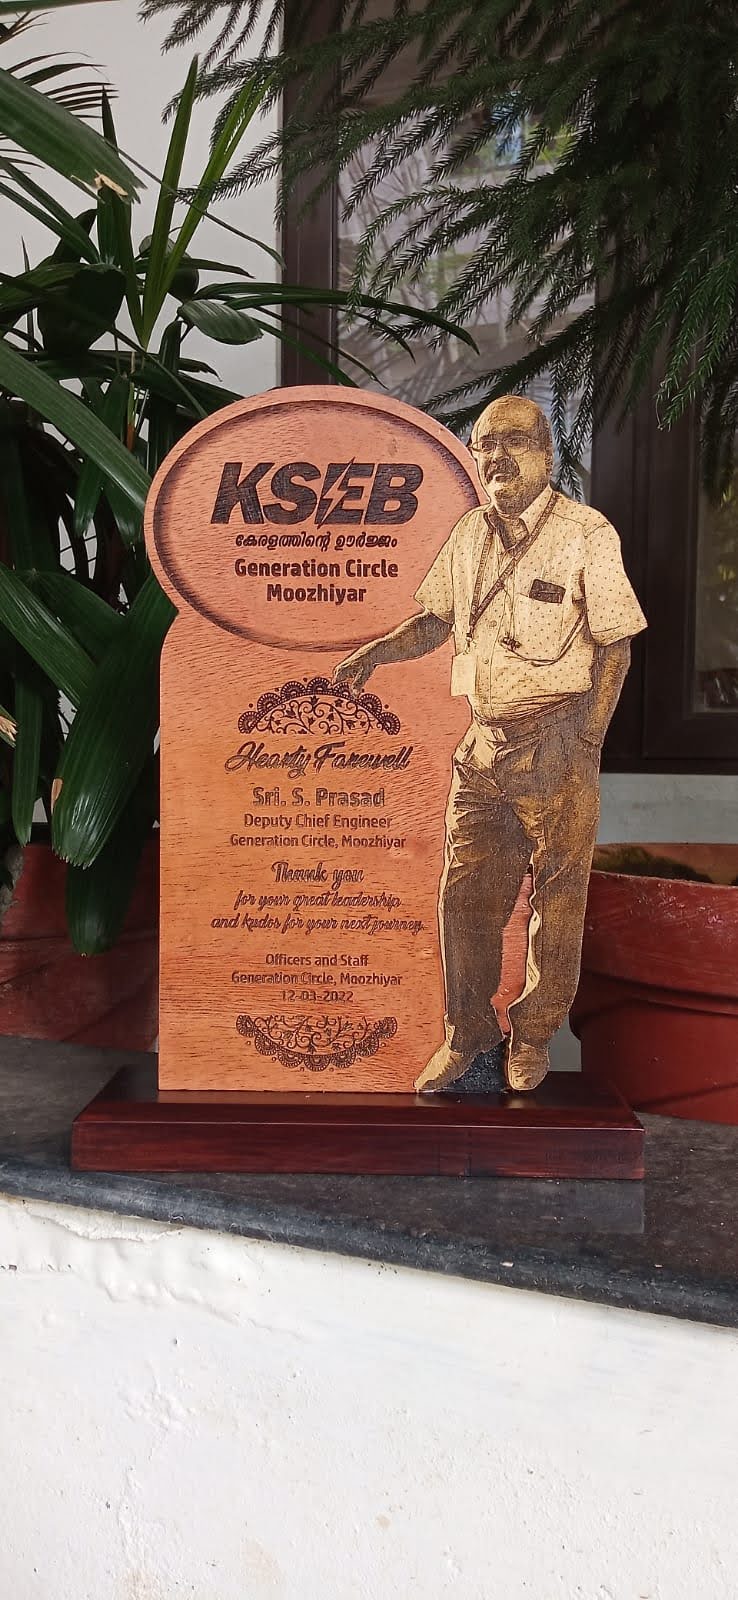 KSEB
കേരളത്തിന്റെ ഊർജ്ജം
Generation Circle
Moozhiyar
Hearty Farewell
Sri. S. Prasad
Deputy Chief Engineer
Generation Circle, Moozhiyar
Thank you
for your great leadership
and kudos for your next journey
Officers and Staff
Generation Circle, Moozhiyar
12-03-2022